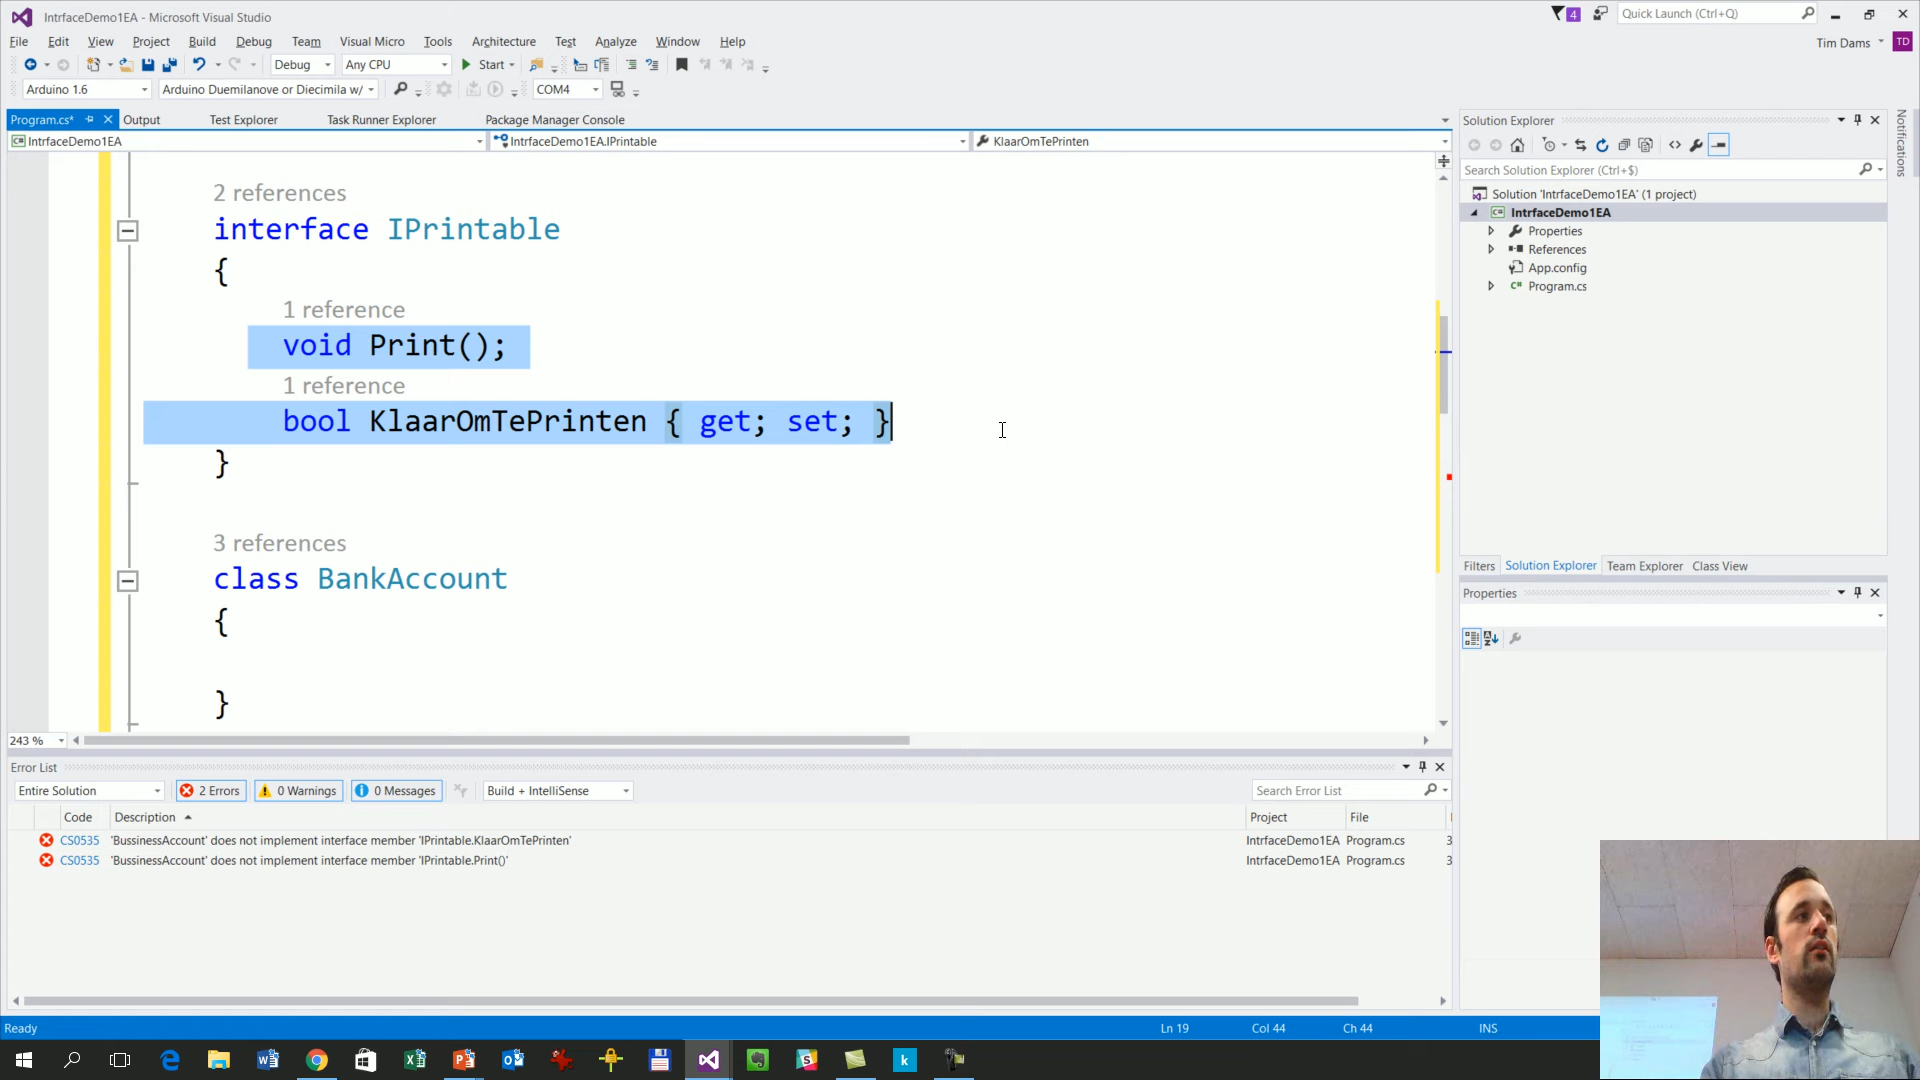 IntrfaceDemo1EA - Microsoft Visual Studio
4
Quick Launch (Ctrl+Q)
File Edit View Project Build Debug Team Visual Micro Tools Architecture Test Analyze Window Help
Tim Dams TD
Debug Any CPU Start
Arduino 1.6 Arduino Duemilanove or Diecimila w/ COM4
Program.cs* Output Test Explorer Task Runner Explorer Package Manager Console
IntrfaceDemo1EA IntrfaceDemo1EA.IPrintable KlaarOmTePrinten
2 references
interface IPrintable
{
1 reference
void Print();
1 reference
bool KlaarOmTePrinten { get; set; }
}
3 references
class BankAccount
{
}
243 %
Solution Explorer
Search Solution Explorer (Ctrl+$)
Solution 'IntrfaceDemo1EA' (1 project)
IntrfaceDemo1EA
Properties
References
App.config
Program.cs
Filters Solution Explorer Team Explorer Class View
Properties
Notifications
Error List
Entire Solution 2 Errors 0 Warnings 0 Messages Build + IntelliSense Search Error List
Code Description Project File
CS0535 'BussinessAccount' does not implement interface member 'IPrintable.KlaarOmTePrinten' IntrfaceDemo1EA Program.cs 3
CS0535 'BussinessAccount' does not implement interface member 'IPrintable.Print()' IntrfaceDemo1EA Program.cs 3
Ready Ln 19 Col 44 Ch 44 INS